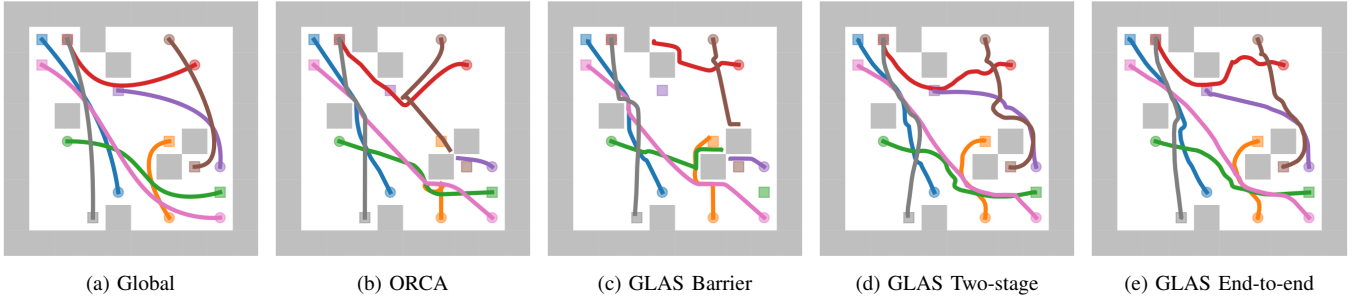 (a) Global
(b) ORCA
(c) GLAS Barrier
(d) GLAS Two-stage
(e) GLAS End-to-end